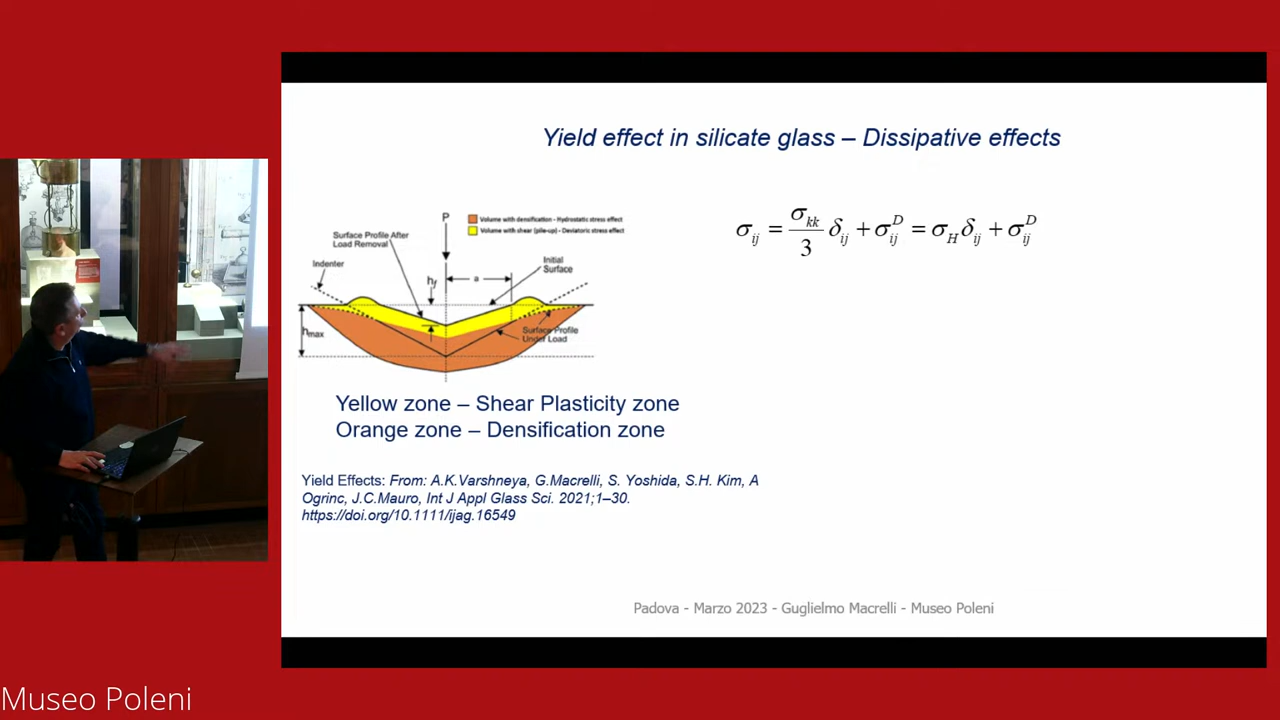 Yield effect in silicate glass – Dissipative effects
σij = σkk/3 δij + σijD = σHδij + σijD
P
Volume with densification - Hydrostatic stress effect
Volume with shear (pile-up) - Deviatoric stress effect
Surface Profile After
Load Removal
Indenter
hf
a
Initial
Surface
hmax
Surface Profile
Under Load
Yellow zone – Shear Plasticity zone
Orange zone – Densification zone
Yield Effects: From: A.K.Varshneya, G.Macrelli, S. Yoshida, S.H. Kim, A
Ogrinc, J.C.Mauro, Int J Appl Glass Sci. 2021;1–30.
https://doi.org/10.1111/ijag.16549
Padova - Marzo 2023 - Guglielmo Macrelli - Museo Poleni
Museo Poleni